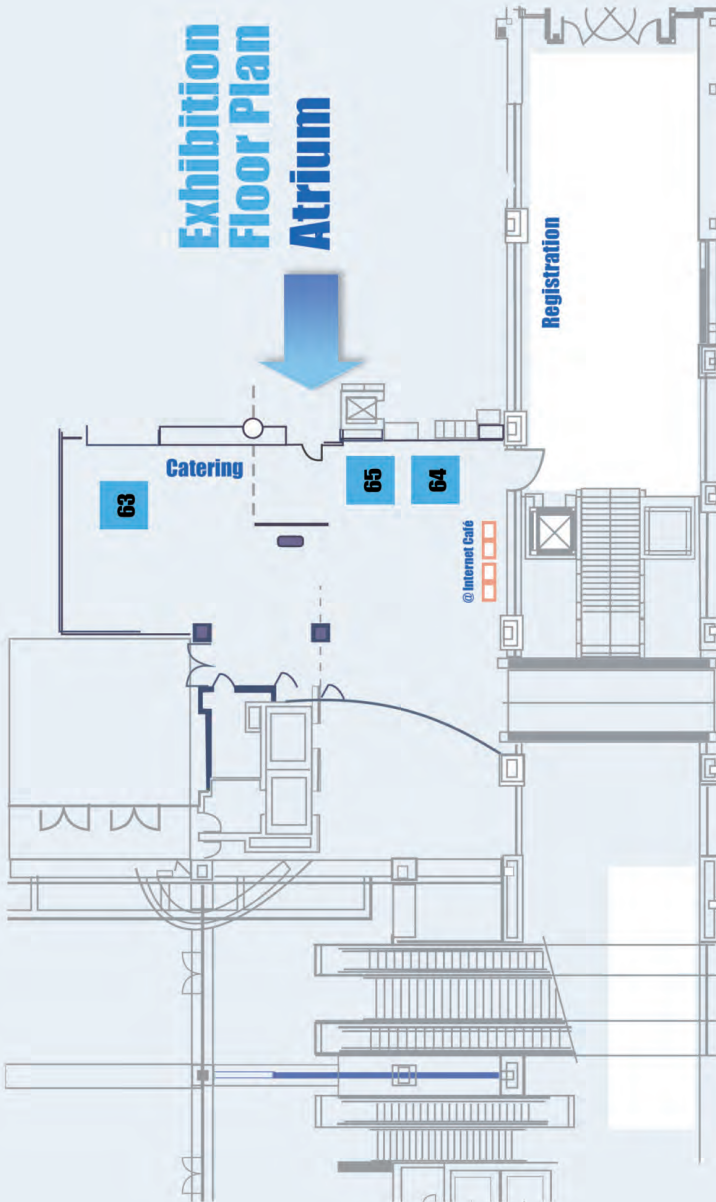 Exhibition
Floor Plan
Atrium
Registration
Catering
63
65
64
@ Internet Café